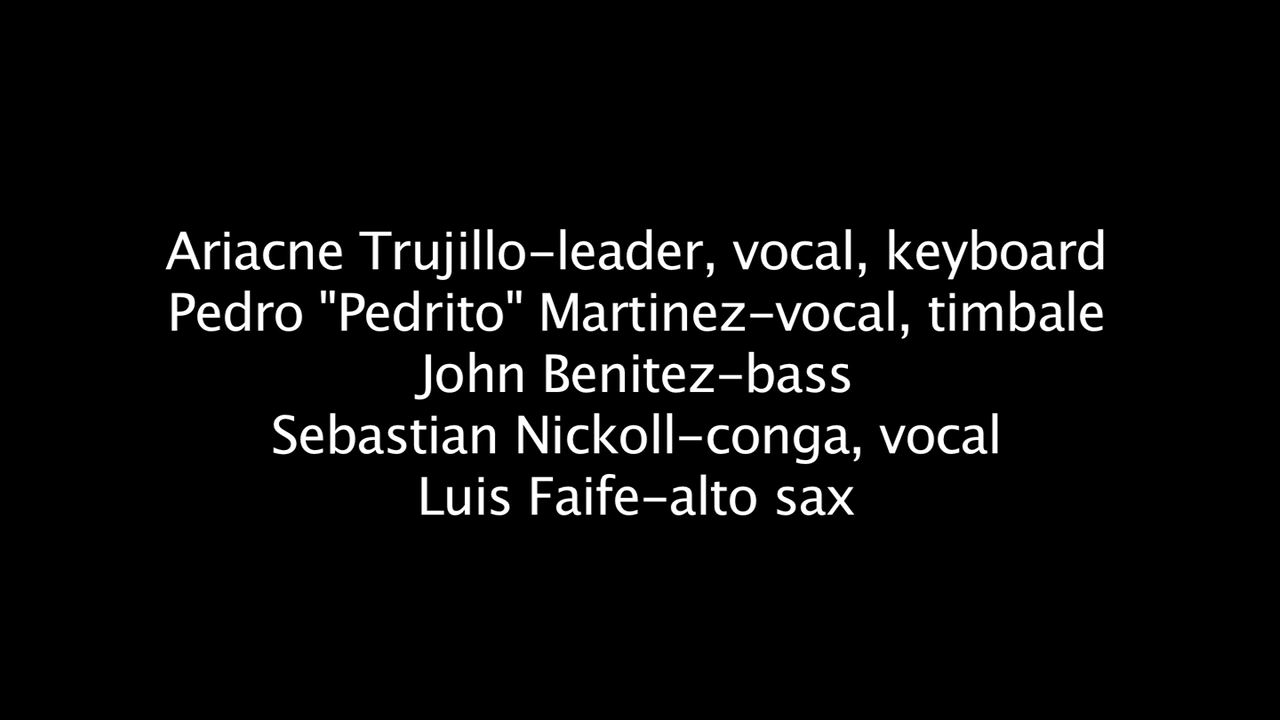 Ariacne Trujillo-leader, vocal, keyboard
Pedro "Pedrito" Martinez-vocal, timbale
John Benitez-bass
Sebastian Nickoll-conga, vocal
Luis Faife-alto sax